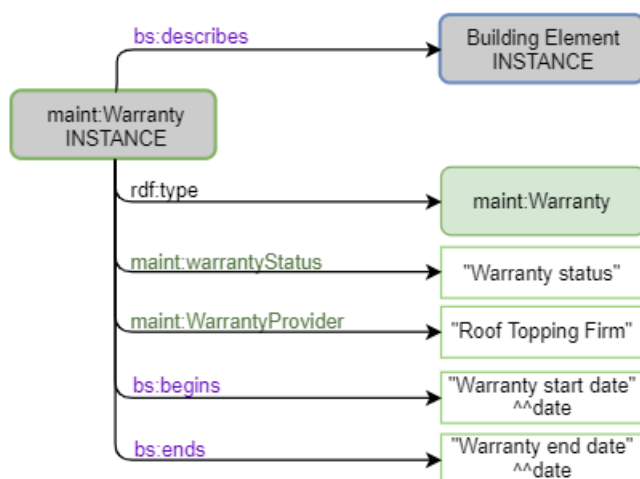 bs:describes
Building Element
INSTANCE
maint:Warranty
INSTANCE
rdf:type
maint:Warranty
maint:warrantyStatus
"Warranty status"
maint:WarrantyProvider
"Roof Topping Firm"
bs:begins
"Warranty start date"
^^date
bs:ends
"Warranty end date"
^^date